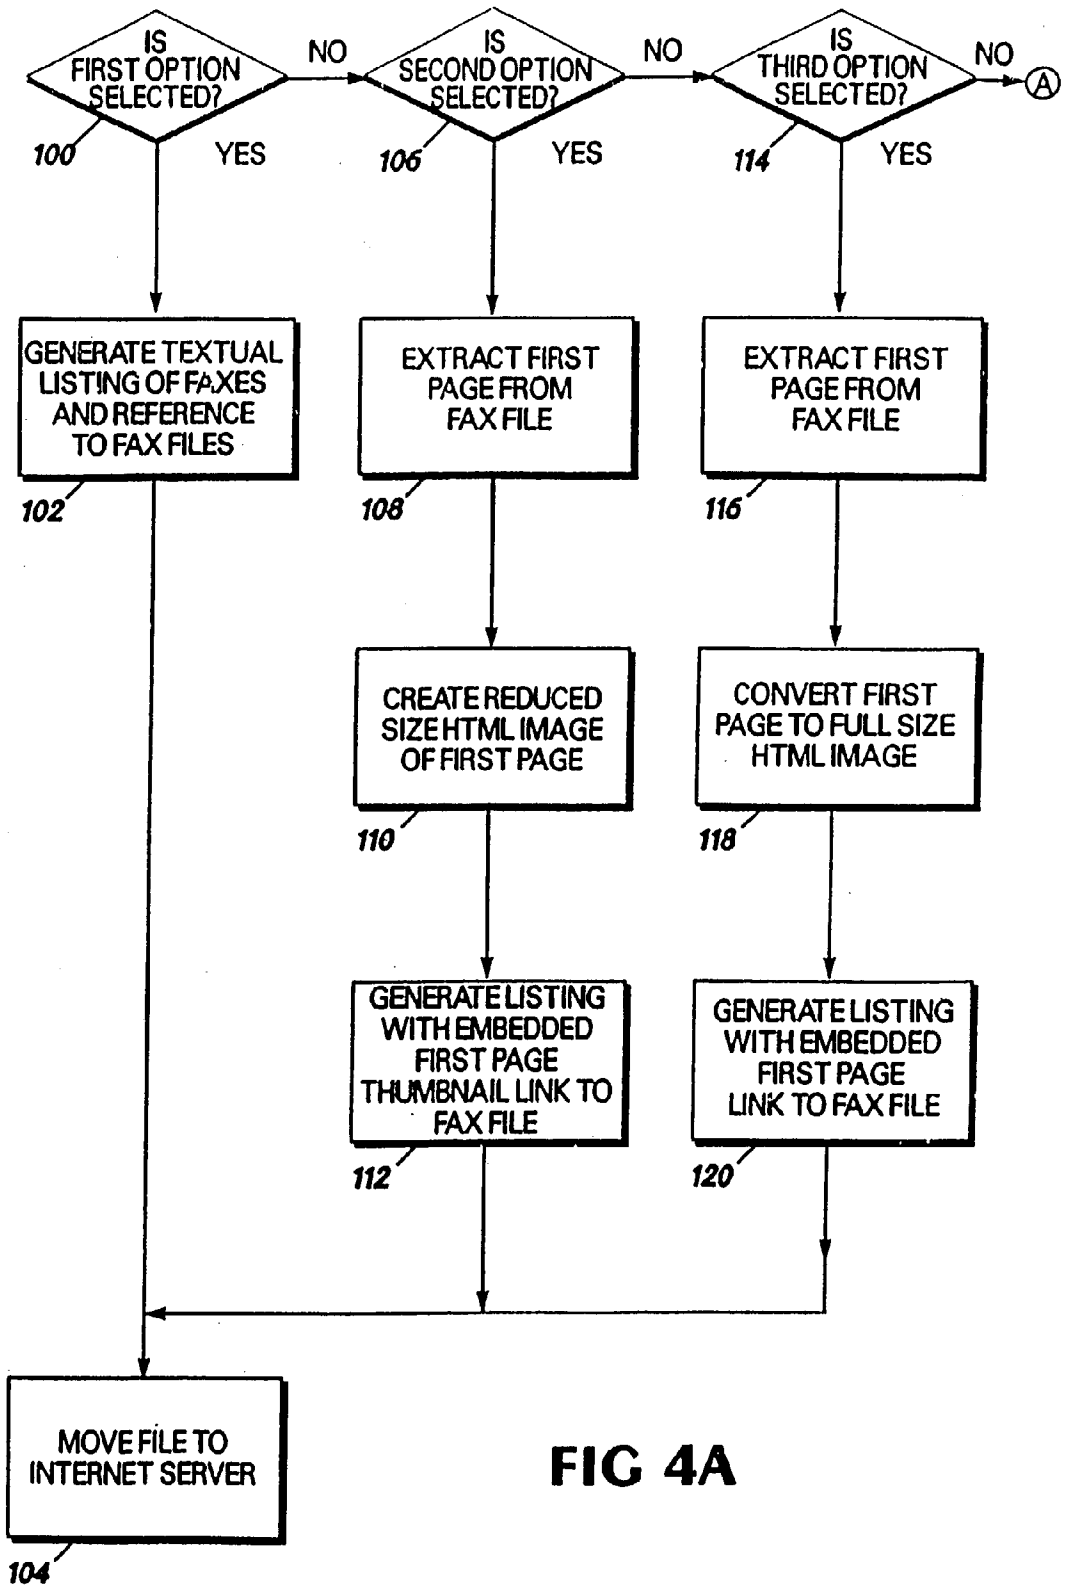 IS
FIRST OPTION
SELECTED?
NO
IS
SECOND OPTION
SELECTED?
NO
IS
THIRD OPTION
SELECTED?
NO
A
100
YES
106
YES
114
YES
GENERATE TEXTUAL
LISTING OF FAXES
AND REFERENCE
TO FAX FILES
102
EXTRACT FIRST
PAGE FROM
FAX FILE
108
EXTRACT FIRST
PAGE FROM
FAX FILE
116
CREATE REDUCED
SIZE HTML IMAGE
OF FIRST PAGE
110
CONVERT FIRST
PAGE TO FULL SIZE
HTML IMAGE
118
GENERATE LISTING
WITH EMBEDDED
FIRST PAGE
THUMBNAIL LINK TO
FAX FILE
112
GENERATE LISTING
WITH EMBEDDED
FIRST PAGE
LINK TO FAX FILE
120
MOVE FILE TO
INTERNET SERVER
104
FIG 4A